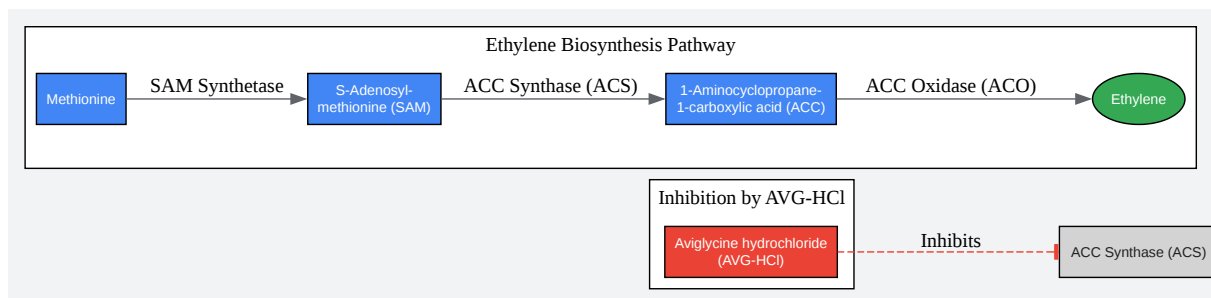 Ethylene Biosynthesis Pathway
Methionine
SAM Synthetase
S-Adenosyl-
methionine (SAM)
ACC Synthase (ACS)
1-Aminocyclopropane-
1-carboxylic acid (ACC)
ACC Oxidase (ACO)
Ethylene
Inhibition by AVG-HCl
Aviglycine hydrochloride
(AVG-HCl)
Inhibits
ACC Synthase (ACS)